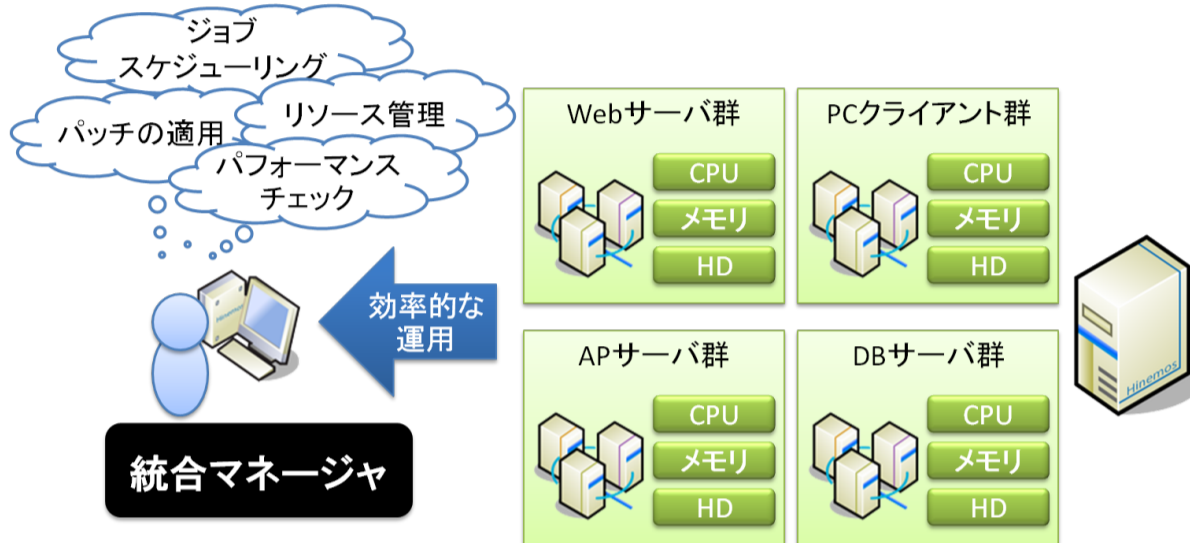 ジョブ
スケジューリング
パッチの適用
リソース管理
パフォーマンス
チェック
Hinemos
効率的な
運用
統合マネージャ
Webサーバ群
CPU
メモリ
HD
PCクライアント群
CPU
メモリ
HD
APサーバ群
CPU
メモリ
HD
DBサーバ群
CPU
メモリ
HD
Hinemos